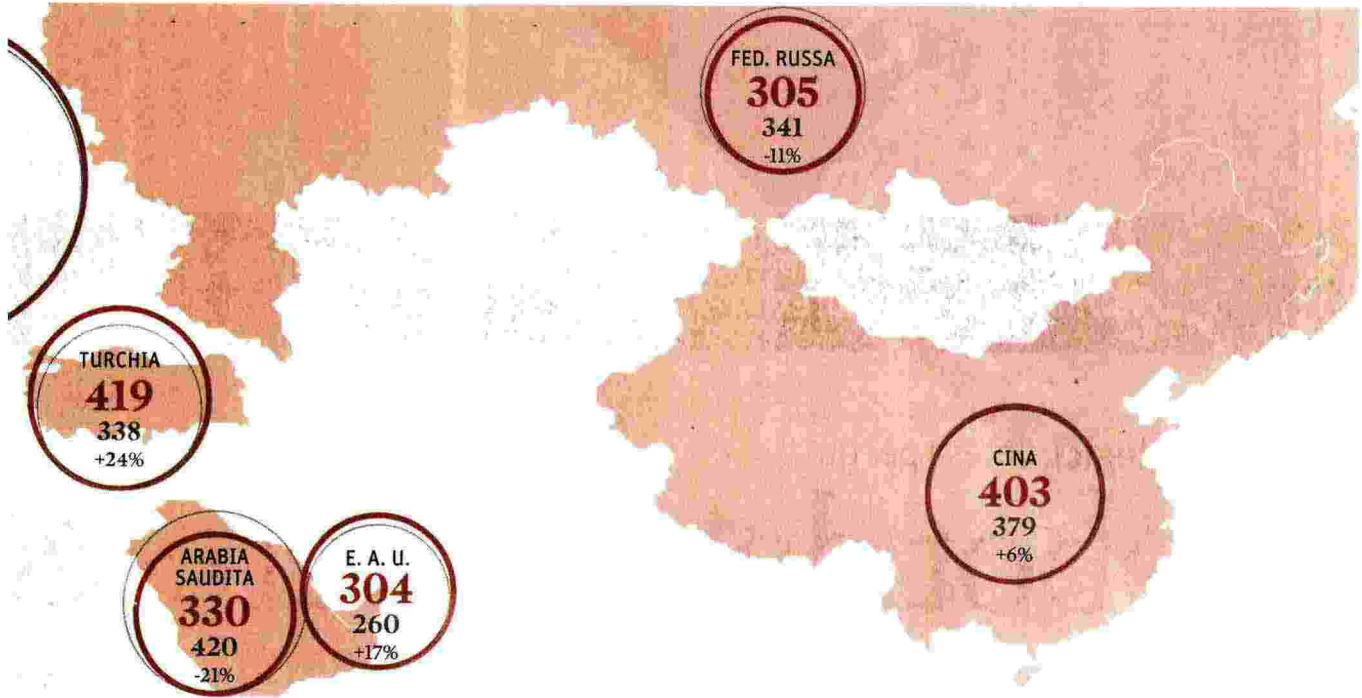 FED. RUSSA
305
341
-11%
TURCHIA
419
338
+24%
CINA
403
379
+6%
ARABIA
SAUDITA
330
420
-21%
E. A. U.
304
260
+17%